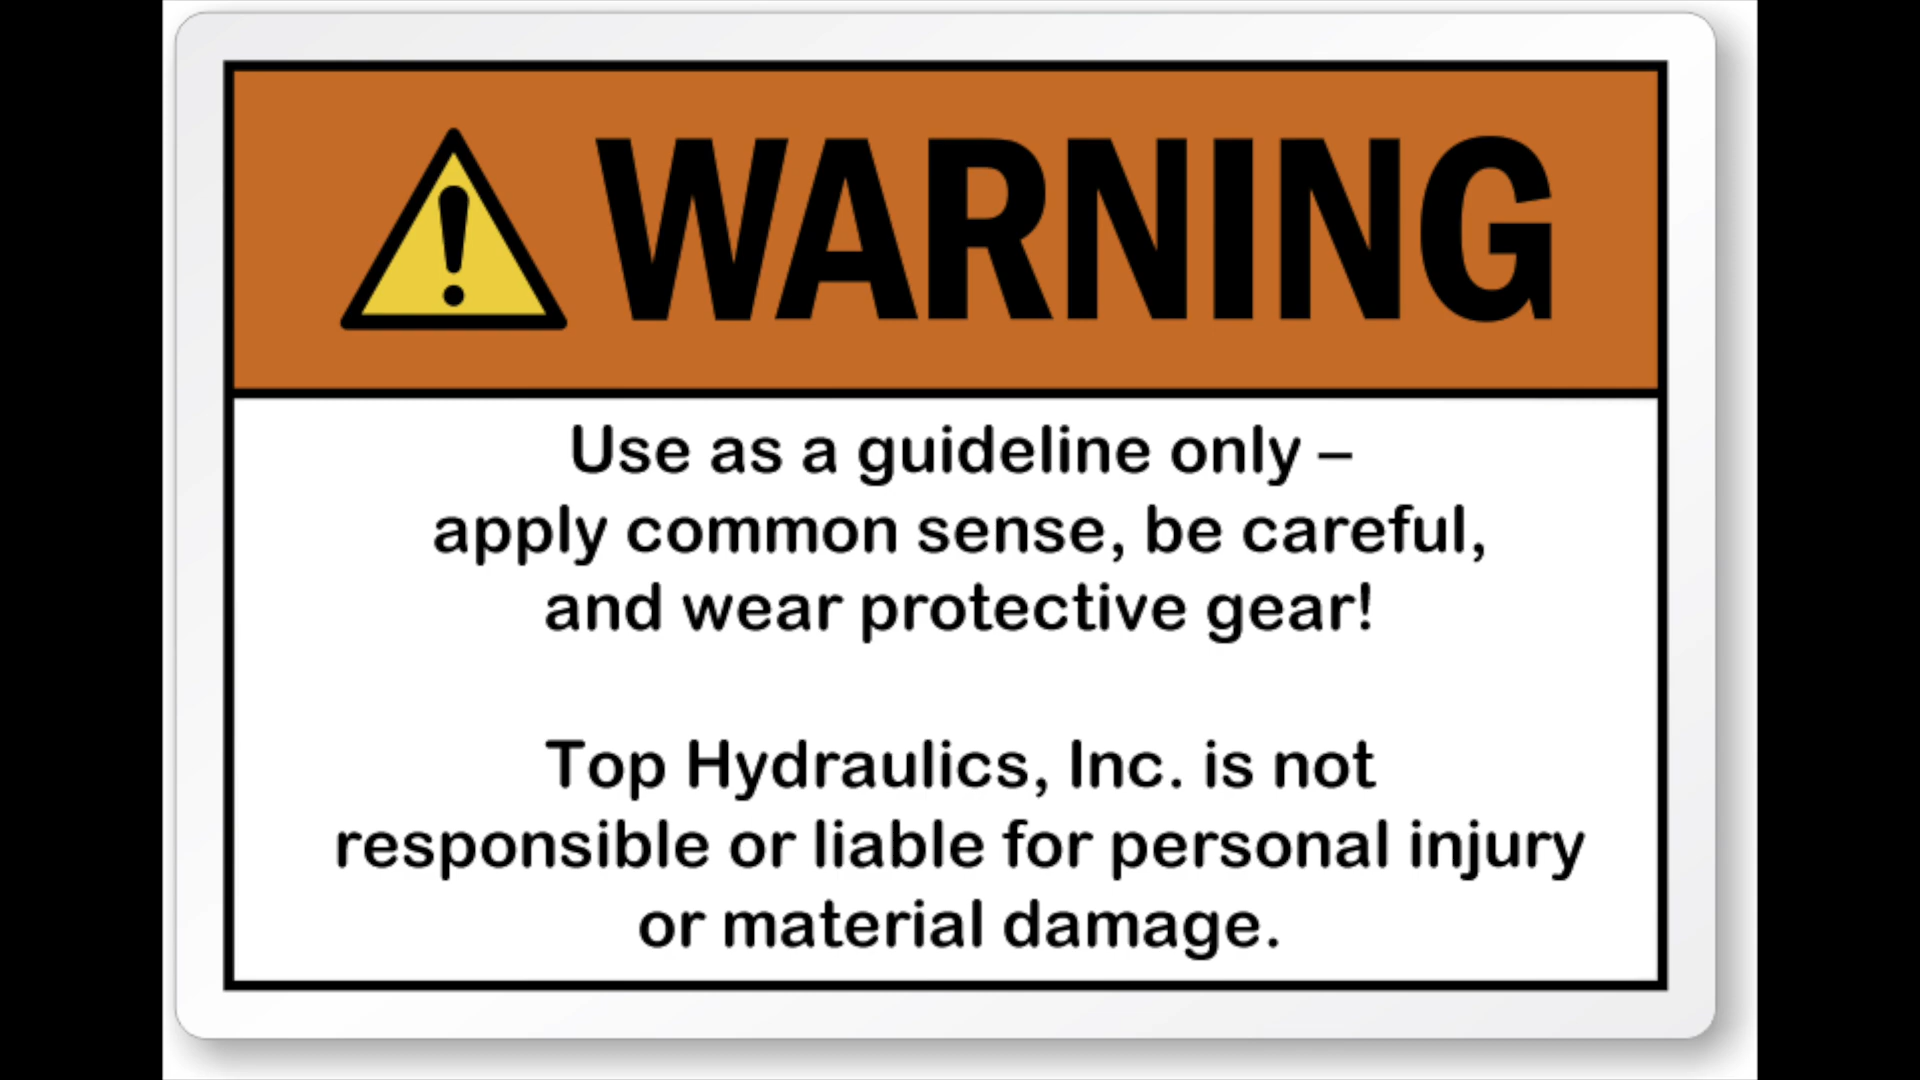 WARNING
Use as a guideline only –
apply common sense, be careful,
and wear protective gear!
Top Hydraulics, Inc. is not
responsible or liable for personal injury
or material damage.